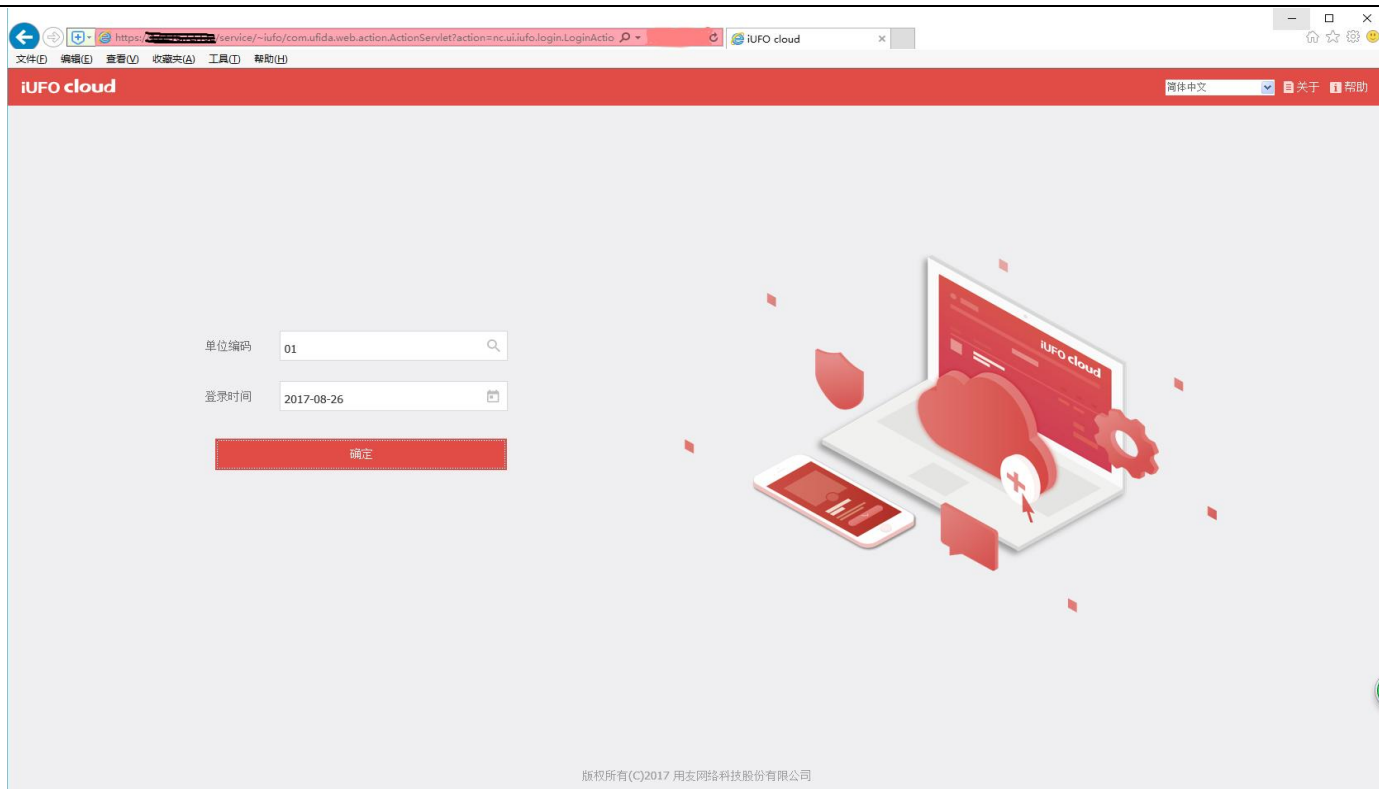 https:/ /service/~iufo/com.ufida.web.action.ActionServlet?action=nc.ui.iufo.login.LoginActio
iUFO cloud
文件(F) 编辑(E) 查看(V) 收藏夹(A) 工具(T) 帮助(H)
iUFO cloud
简体中文
关于
帮助
单位编码
01
登录时间
2017-08-26
确定
iUFO cloud
版权所有(C)2017 用友网络科技股份有限公司